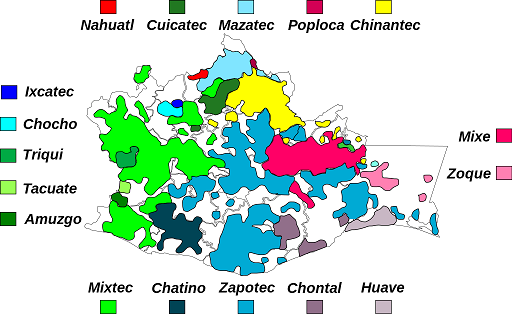 Nahuatl Cuicatec Mazatec Poploca Chinantec
Ixcatec
Chocho
Triqui
Tacuate
Amuzgo
Mixe
Zoque
Mixtec Chatino Zapotec Chontal Huave